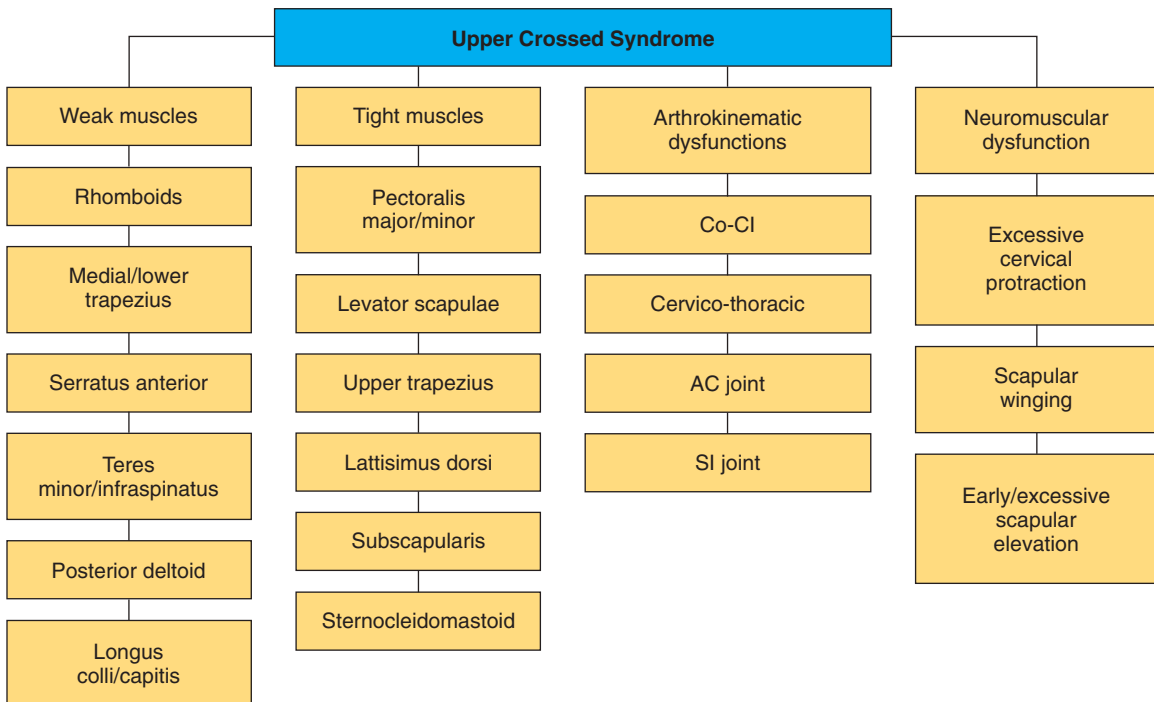 Upper Crossed Syndrome
Weak muscles
Rhomboids
Medial/lower
trapezius
Serratus anterior
Teres
minor/infraspinatus
Posterior deltoid
Longus
colli/capitis
Tight muscles
Pectoralis
major/minor
Levator scapulae
Upper trapezius
Lattisimus dorsi
Subscapularis
Sternocleidomastoid
Arthrokinematic
dysfunctions
Co-CI
Cervico-thoracic
AC joint
SI joint
Neuromuscular
dysfunction
Excessive
cervical
protraction
Scapular
winging
Early/excessive
scapular
elevation